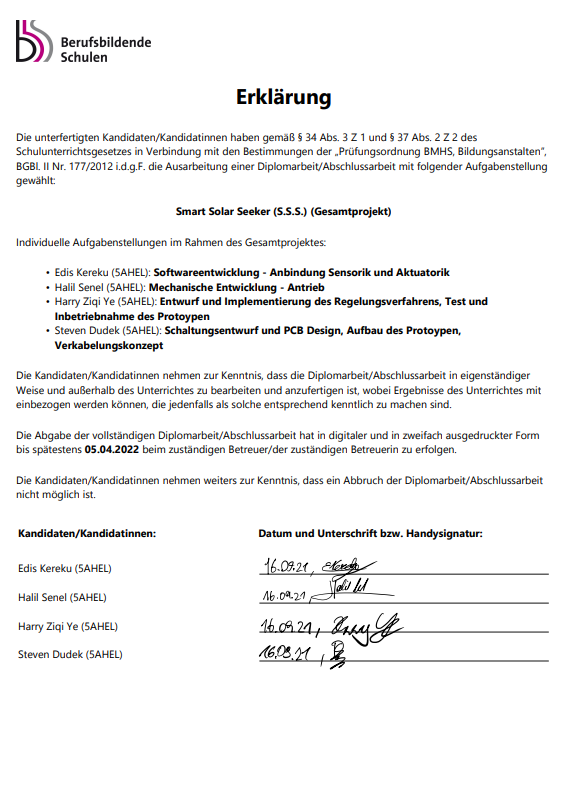 bs
Berufsbildende
Schulen
Erklärung
Die unterfertigten Kandidaten/Kandidatinnen haben gemäß § 34 Abs. 3 Z 1 und § 37 Abs. 2 Z 2 des
Schulunterrichtsgesetzes in Verbindung mit den Bestimmungen der „Prüfungsordnung BMHS, Bildungsanstalten“,
BGBl. II Nr. 177/2012 i.d.g.F. die Ausarbeitung einer Diplomarbeit/Abschlussarbeit mit folgender Aufgabenstellung
gewählt:
Smart Solar Seeker (S.S.S.) (Gesamtprojekt)
Individuelle Aufgabenstellungen im Rahmen des Gesamtprojektes:
• Edis Kereku (5AHEL): Softwareentwicklung - Anbindung Sensorik und Aktuatorik
• Halil Senel (5AHEL): Mechanische Entwicklung - Antrieb
• Harry Ziqi Ye (5AHEL): Entwurf und Implementierung des Regelungsverfahrens, Test und
Inbetriebnahme des Protoypen
• Steven Dudek (5AHEL): Schaltungsentwurf und PCB Design, Aufbau des Protoypen,
Verkabelungskonzept
Die Kandidaten/Kandidatinnen nehmen zur Kenntnis, dass die Diplomarbeit/Abschlussarbeit in eigenständiger
Weise und außerhalb des Unterrichtes zu bearbeiten und anzufertigen ist, wobei Ergebnisse des Unterrichtes mit
einbezogen werden können, die jedenfalls als solche entsprechend kenntlich zu machen sind.
Die Abgabe der vollständigen Diplomarbeit/Abschlussarbeit hat in digitaler und in zweifach ausgedruckter Form
bis spätestens 05.04.2022 beim zuständigen Betreuer/der zuständigen Betreuerin zu erfolgen.
Die Kandidaten/Kandidatinnen nehmen weiters zur Kenntnis, dass ein Abbruch der Diplomarbeit/Abschlussarbeit
nicht möglich ist.
Kandidaten/Kandidatinnen: Datum und Unterschrift bzw. Handysignatur:
Edis Kereku (5AHEL) 16.09.21,
Halil Senel (5AHEL) 16.09.21,
Harry Ziqi Ye (5AHEL) 16.09.21,
Steven Dudek (5AHEL) 16.09.21,